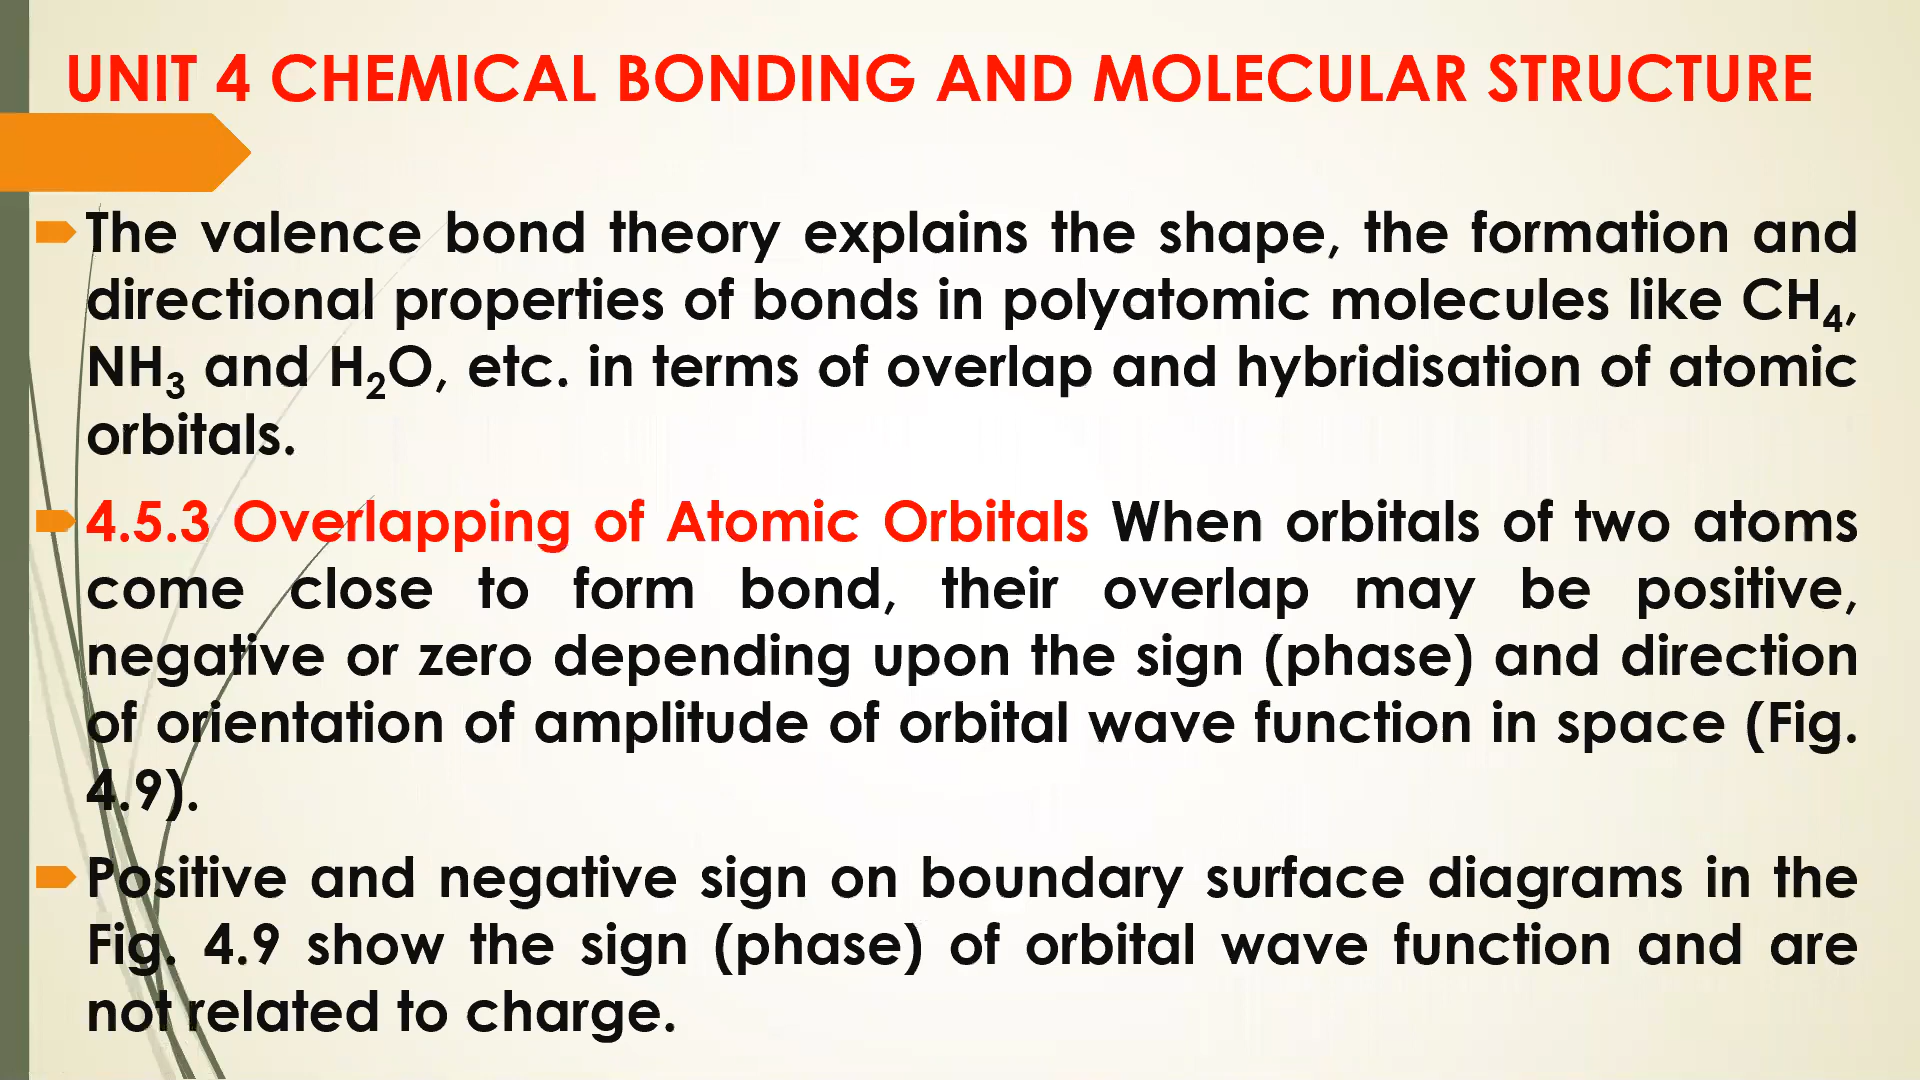 UNIT 4 CHEMICAL BONDING AND MOLECULAR STRUCTURE
The valence bond theory explains the shape, the formation and
directional properties of bonds in polyatomic molecules like CH₄,
NH₃ and H₂O, etc. in terms of overlap and hybridisation of atomic
orbitals.
4.5.3 Overlapping of Atomic Orbitals When orbitals of two atoms
come close to form bond, their overlap may be positive,
negative or zero depending upon the sign (phase) and direction
of orientation of amplitude of orbital wave function in space (Fig.
4.9).
Positive and negative sign on boundary surface diagrams in the
Fig. 4.9 show the sign (phase) of orbital wave function and are
not related to charge.